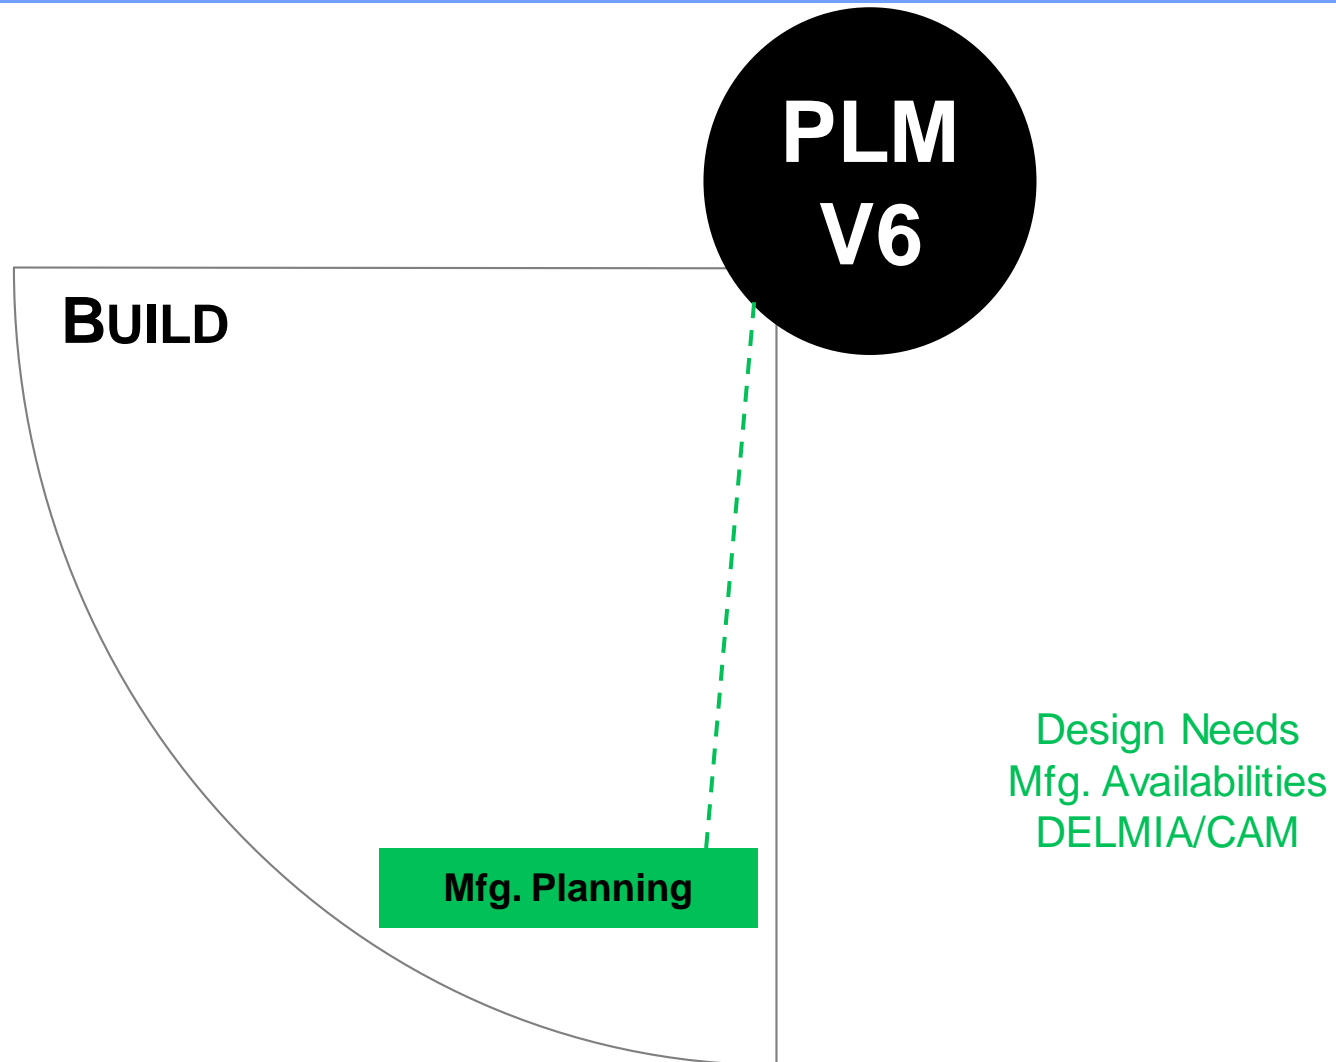 PLM
V6
BUILD
Design Needs
Mfg. Availabilities
DELMIA/CAM
Mfg. Planning